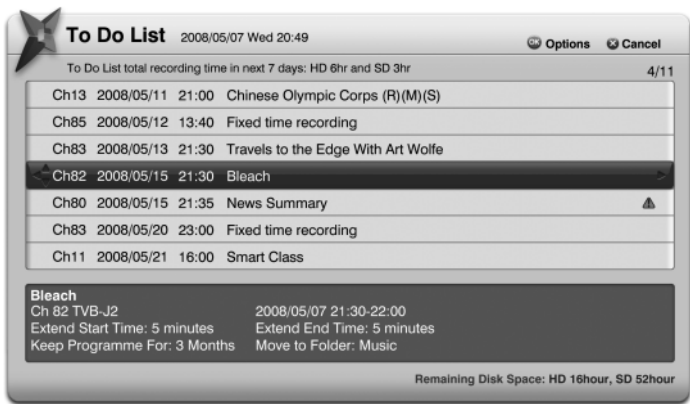 To Do List 2008/05/07 Wed 20:49 OK Options Cancel
To Do List total recording time in next 7 days: HD 6hr and SD 3hr 4/11
Ch13 2008/05/11 21:00 Chinese Olympic Corps (R)(M)(S)
Ch85 2008/05/12 13:40 Fixed time recording
Ch83 2008/05/13 21:30 Travels to the Edge With Art Wolfe
Ch82 2008/05/15 21:30 Bleach
Ch80 2008/05/15 21:35 News Summary
Ch83 2008/05/20 23:00 Fixed time recording
Ch11 2008/05/21 16:00 Smart Class
Bleach
Ch 82 TVB-J2 2008/05/07 21:30-22:00
Extend Start Time: 5 minutes Extend End Time: 5 minutes
Keep Programme For: 3 Months Move to Folder: Music
Remaining Disk Space: HD 16hour, SD 52hour